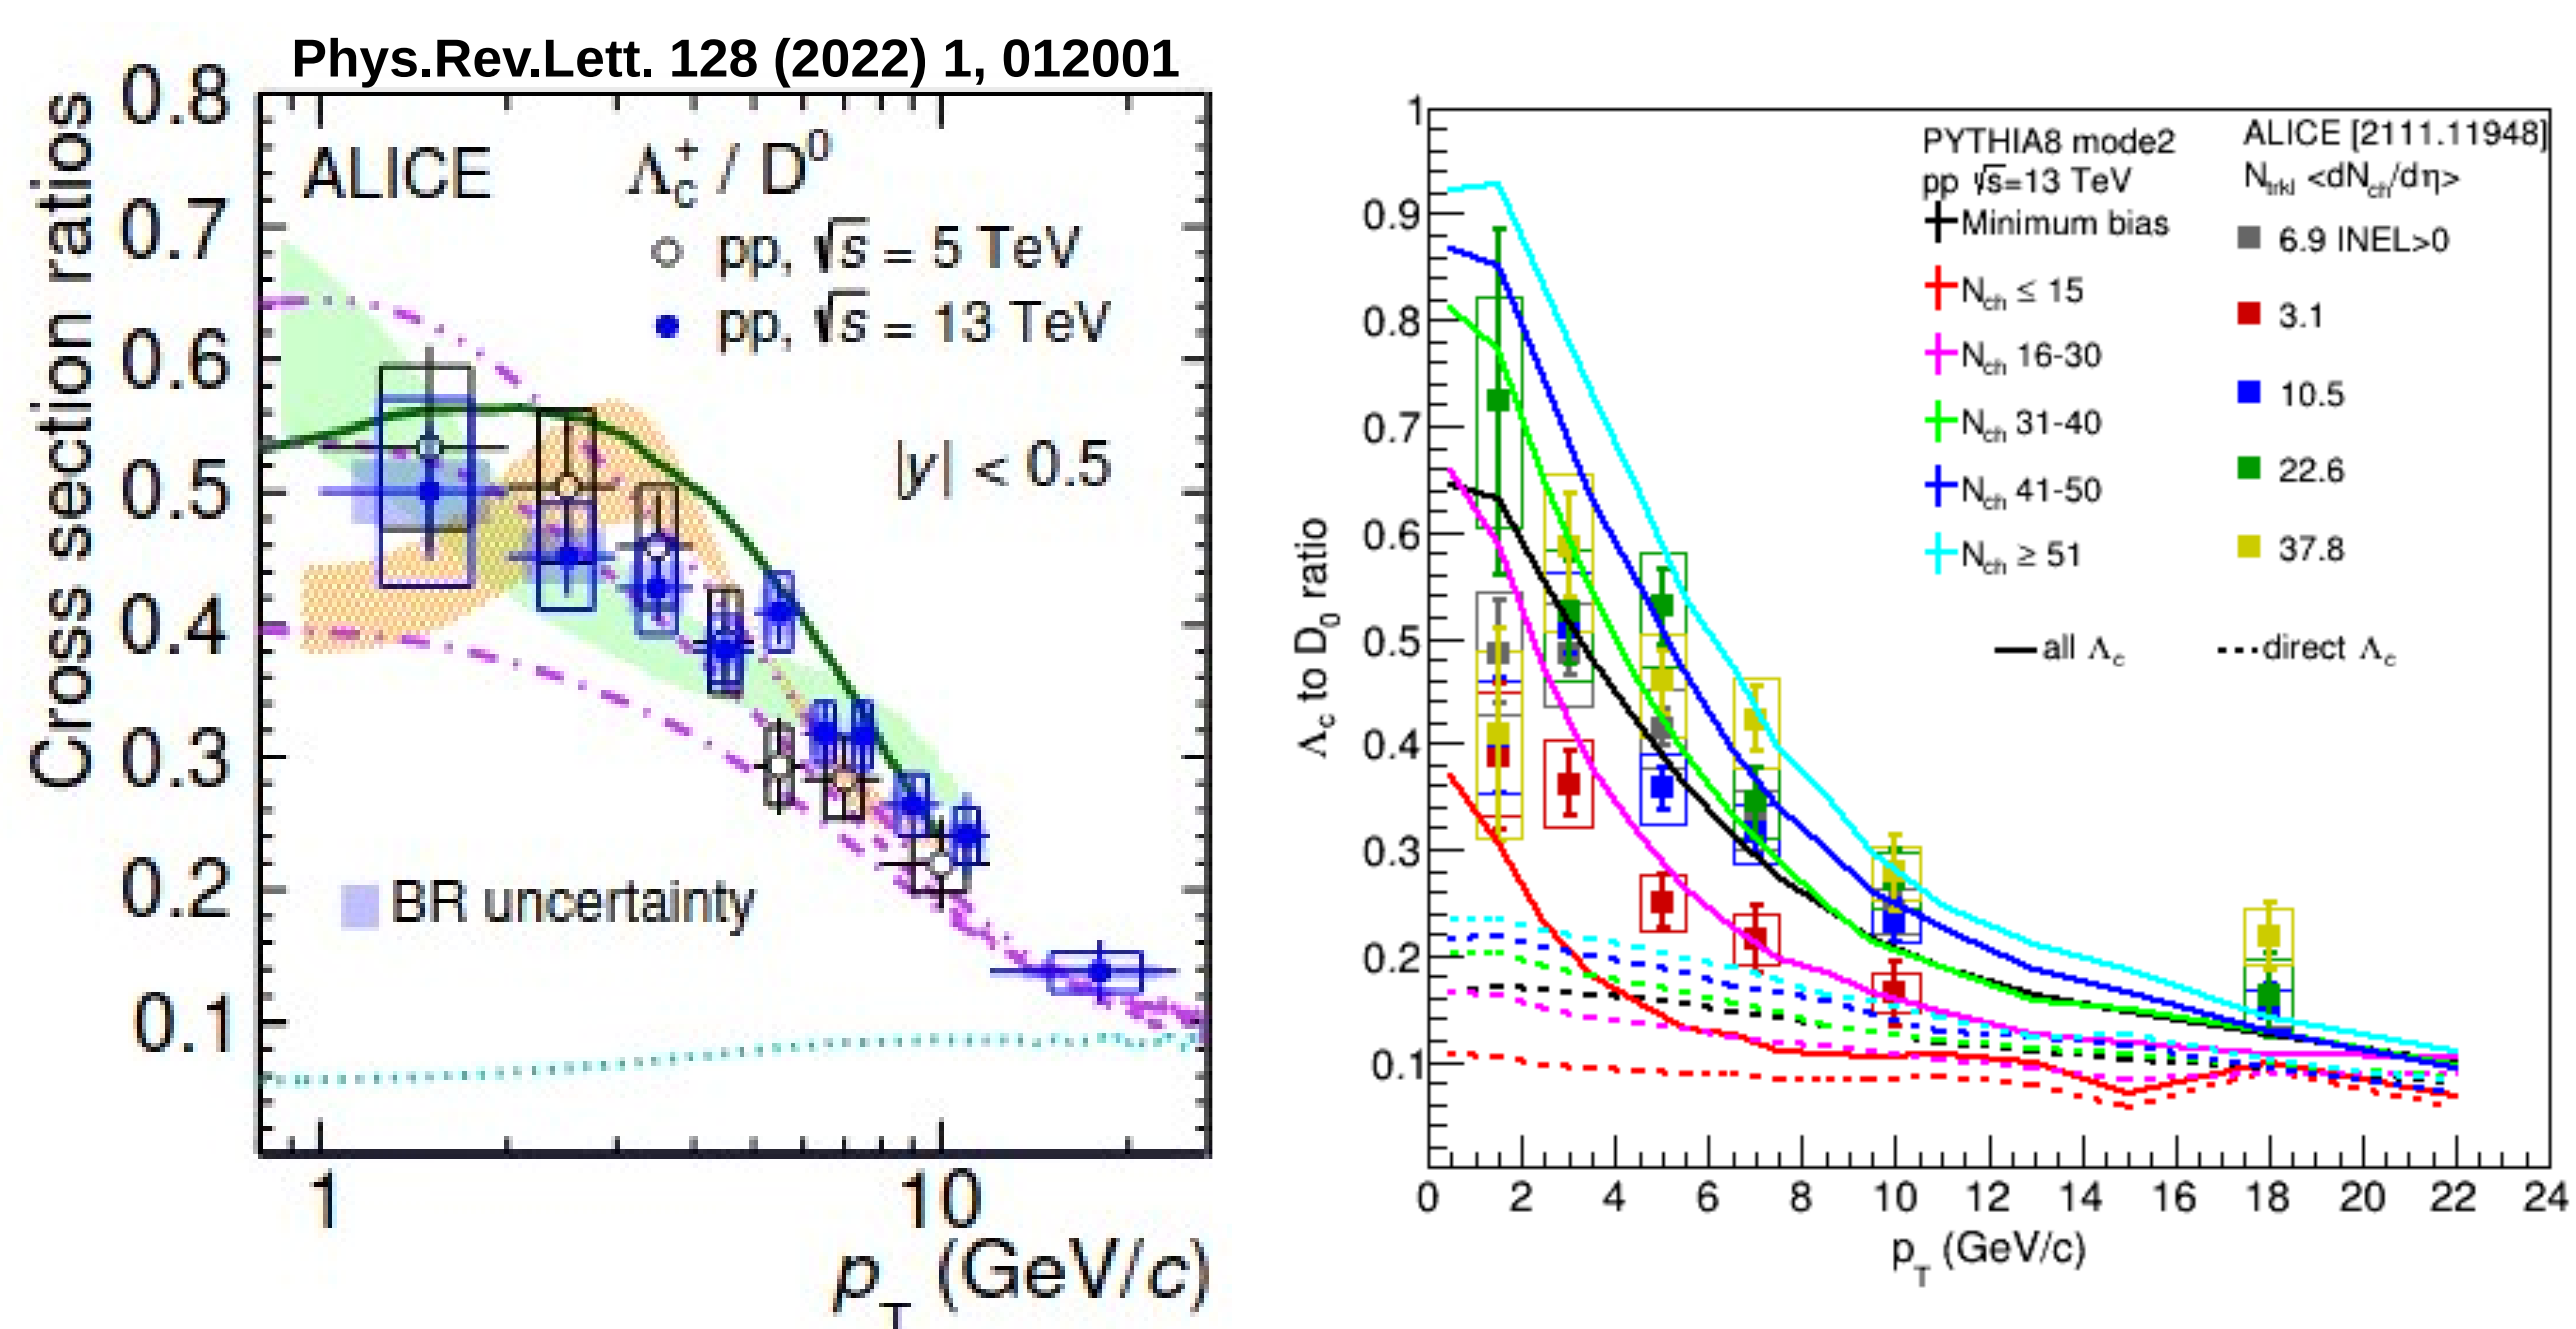 Phys.Rev.Lett. 128 (2022) 1, 012001
Cross section ratios
0.8
0.7
0.6
0.5
0.4
0.3
0.2
0.1
ALICE
Λc+ / D0
pp, √s = 5 TeV
pp, √s = 13 TeV
|y| < 0.5
BR uncertainty
1
10
pT (GeV/c)
Λc to D0 ratio
1
0.9
0.8
0.7
0.6
0.5
0.4
0.3
0.2
0.1
PYTHIA8 mode2
pp √s=13 TeV
Minimum bias
Nch ≤ 15
Nch 16-30
Nch 31-40
Nch 41-50
Nch ≥ 51
ALICE [2111.11948]
Ntrkl <dNch/dη>
6.9 INEL>0
3.1
10.5
22.6
37.8
all Λc
direct Λc
0 2 4 6 8 10 12 14 16 18 20 22 24
pT (GeV/c)